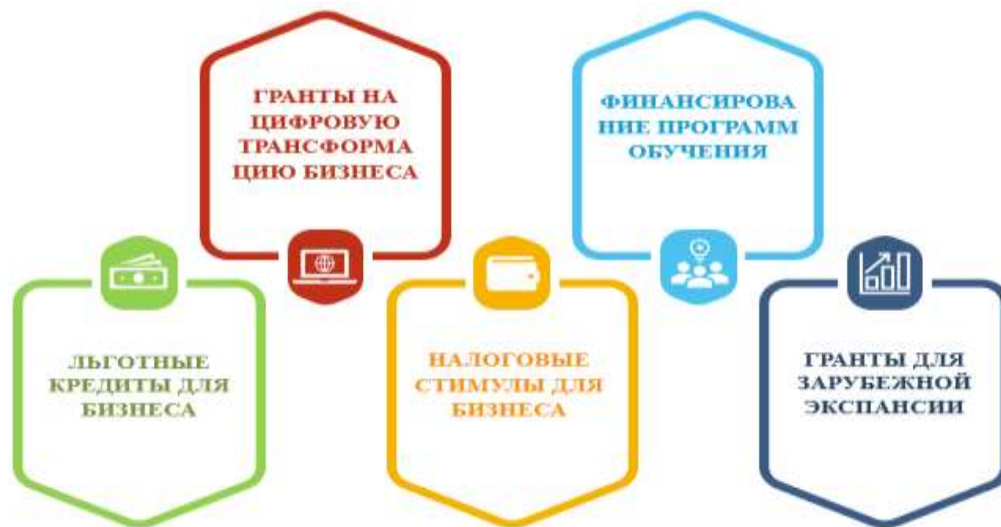 ГРАНТЫ НА
ЦИФРОВУЮ
ТРАНСФОРМА
ЦИЮ БИЗНЕСА
ФИНАНСИРОВА
НИЕ ПРОГРАММ
ОБУЧЕНИЯ
ЛЬГОТНЫЕ
КРЕДИТЫ ДЛЯ
БИЗНЕСА
НАЛОГОВЫЕ
СТИМУЛЫ ДЛЯ
БИЗНЕСА
ГРАНТЫ ДЛЯ
ЗАРУБЕЖНОЙ
ЭКСПАНСИИ